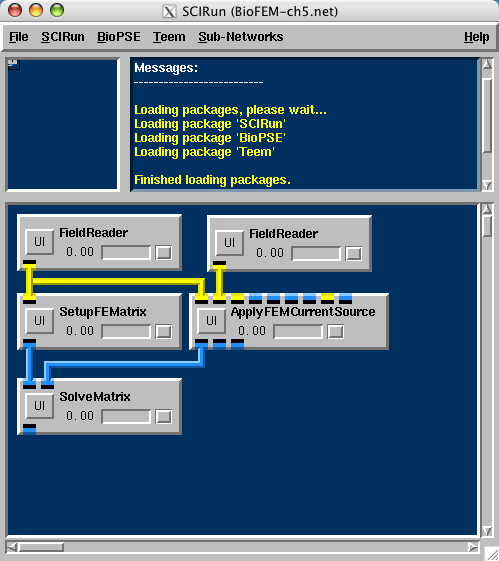 SCIRun (BioFEM-ch5.net)
File SCIRun BioPSE Teem Sub-Networks Help
Messages:
--------------------------
Loading packages, please wait...
Loading package 'SCIRun'
Loading package 'BioPSE'
Loading package 'Teem'
Finished loading packages.
UI FieldReader 0.00
UI FieldReader 0.00
UI SetupFEMatrix 0.00
UI ApplyFEMCurrentSource 0.00
UI SolveMatrix 0.00